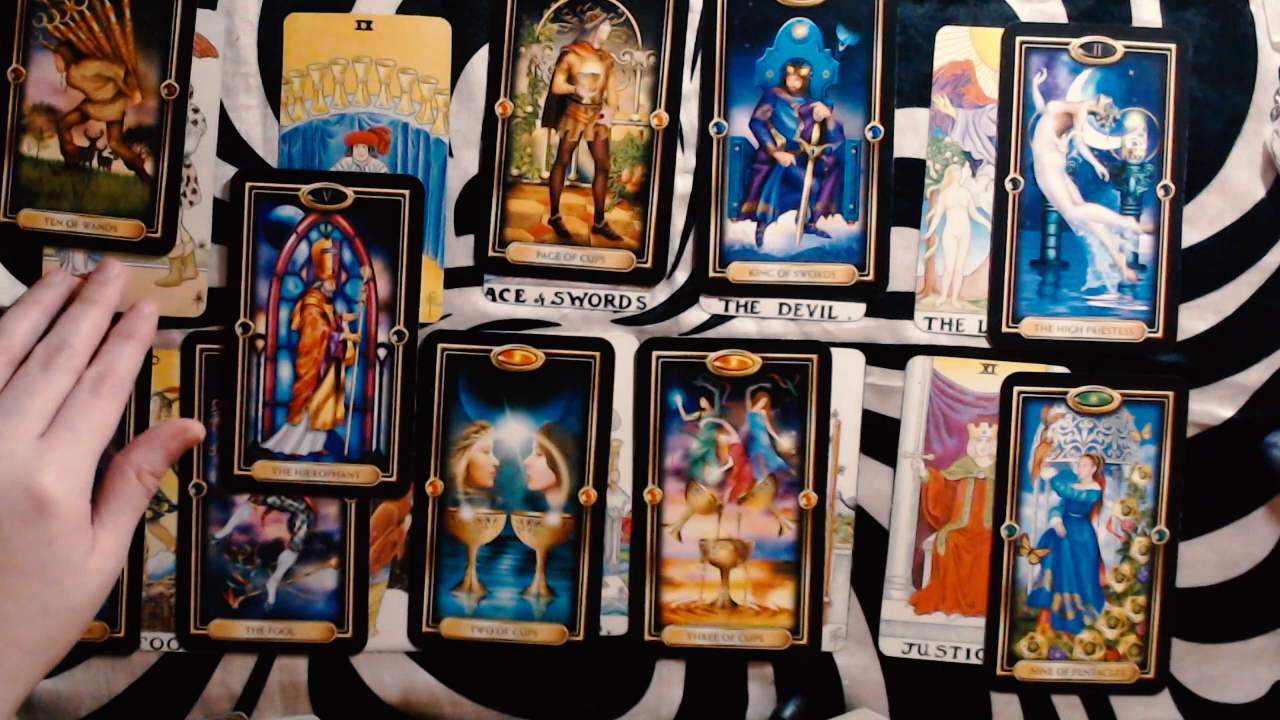 IX
II
V
TEN OF WANDS
PAGE OF CUPS
KING OF SWORDS
ACE of SWORDS
THE DEVIL.
THE L
THE HIGH PRIESTESS
XI
THE HIEROPHANT
THE FOOL
TWO OF CUPS
THREE OF CUPS
JUSTIC
NINE OF PENTACLES